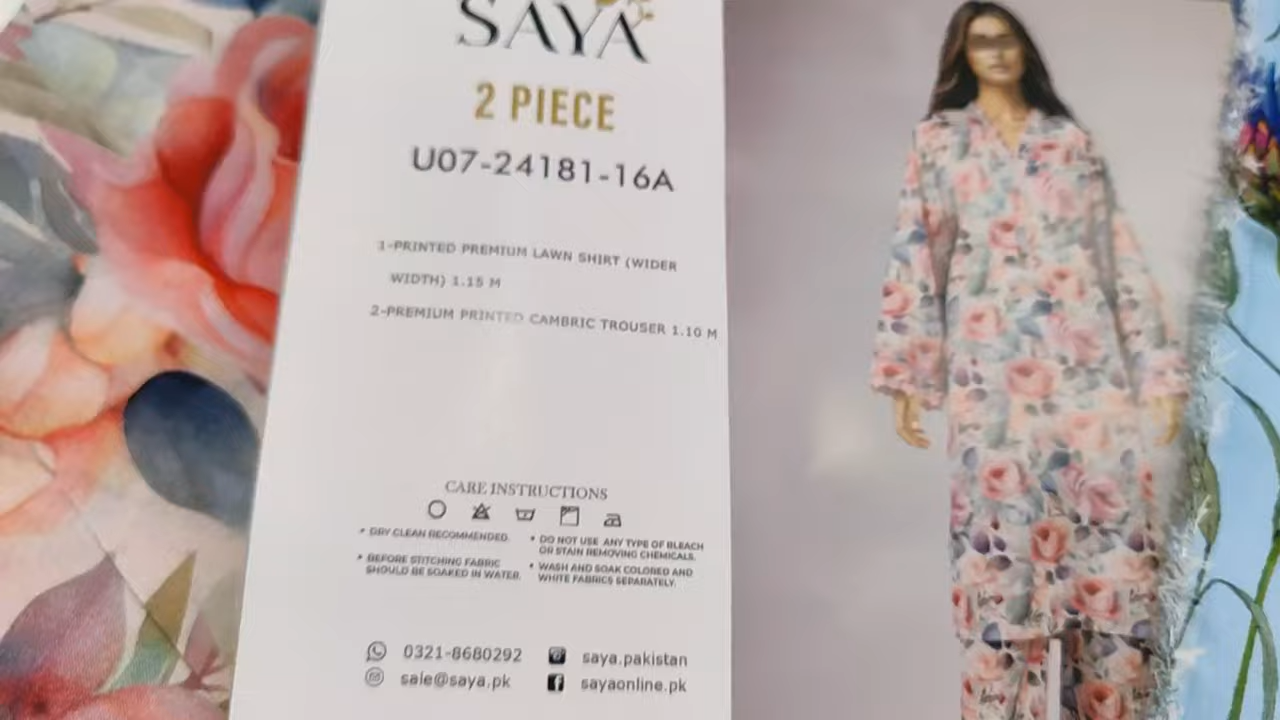 SAYA
2 PIECE
U07-24181-16A
1-PRINTED PREMIUM LAWN SHIRT (WIDER
WIDTH) 1.15 M
2-PREMIUM PRINTED CAMBRIC TROUSER 1.10 M
CARE INSTRUCTIONS
* DRY CLEAN RECOMMENDED.
* BEFORE STITCHING FABRIC
SHOULD BE SOAKED IN WATER.
* DO NOT USE ANY TYPE OF BLEACH
OR STAIN REMOVING CHEMICALS.
* WASH AND SOAK COLORED AND
WHITE FABRICS SEPARATELY.
0321-8680292
saya.pakistan
sale@saya.pk
sayaonline.pk